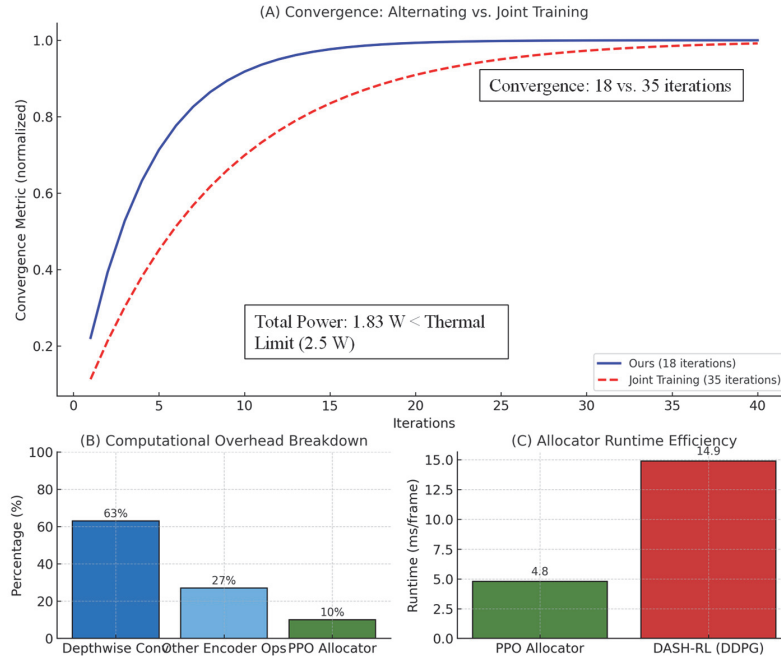 (A) Convergence: Alternating vs. Joint Training
Convergence Metric (normalized)
1.0
0.8
0.6
0.4
0.2
Convergence: 18 vs. 35 iterations
Total Power: 1.83 W < Thermal
Limit (2.5 W)
Ours (18 iterations)
Joint Training (35 iterations)
0 5 10 15 20 25 30 35 40
Iterations
(B) Computational Overhead Breakdown
Percentage (%)
100
80
60
40
20
0
63%
27%
10%
Depthwise Conv Other Encoder Ops PPO Allocator
(C) Allocator Runtime Efficiency
Runtime (ms/frame)
15.0
12.5
10.0
7.5
5.0
2.5
0.0
4.8
14.9
PPO Allocator DASH-RL (DDPG)